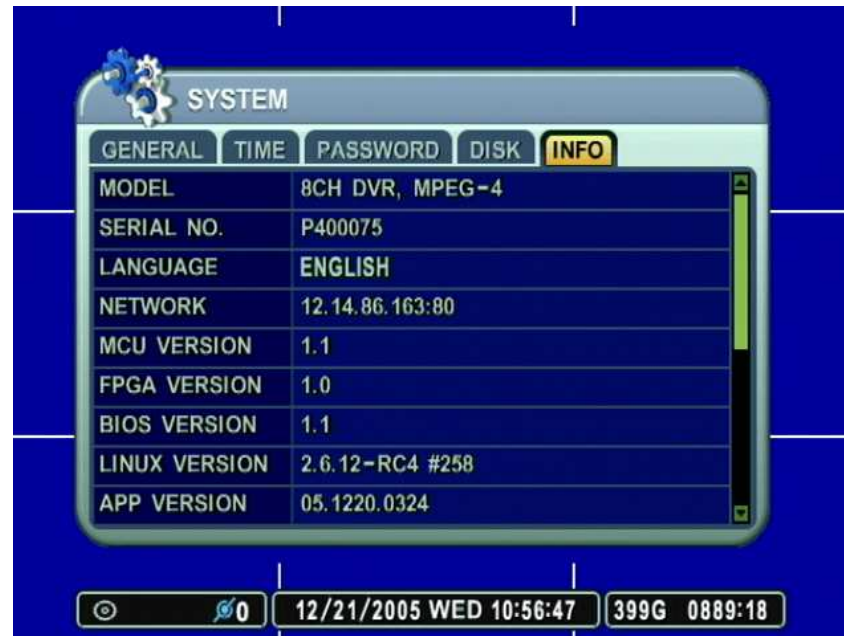 SYSTEM
GENERAL TIME PASSWORD DISK INFO
MODEL 8CH DVR, MPEG-4
SERIAL NO. P400075
LANGUAGE ENGLISH
NETWORK 12.14.86.163:80
MCU VERSION 1.1
FPGA VERSION 1.0
BIOS VERSION 1.1
LINUX VERSION 2.6.12-RC4 #258
APP VERSION 05.1220.0324
0 12/21/2005 WED 10:56:47 399G 0889:18